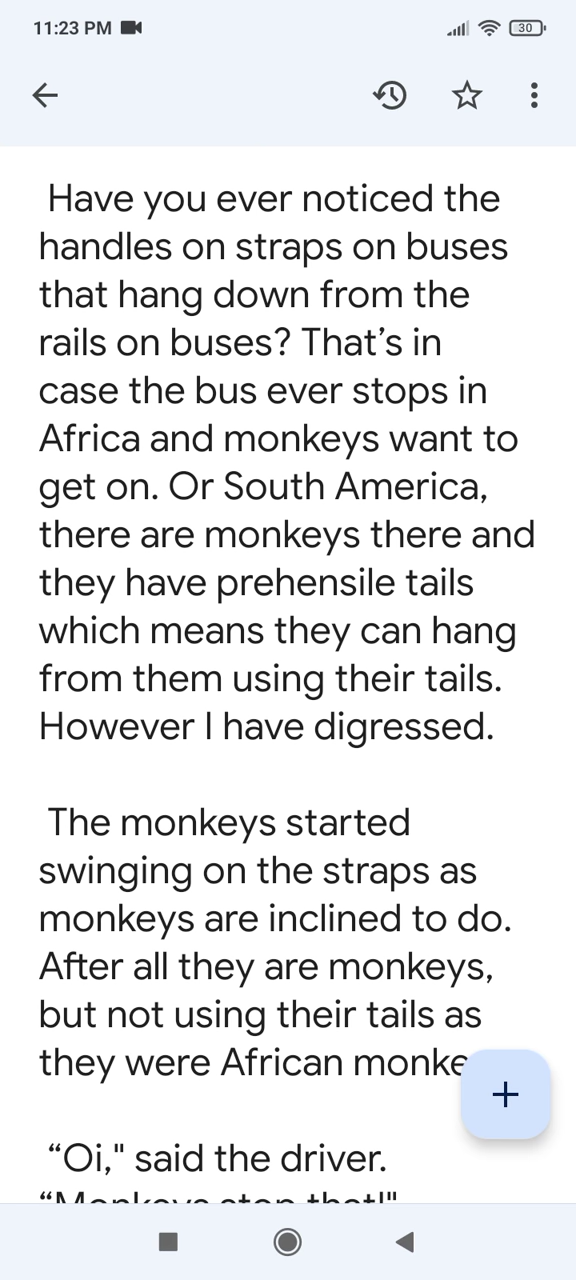 11:23 PM
30
Have you ever noticed the
handles on straps on buses
that hang down from the
rails on buses? That’s in
case the bus ever stops in
Africa and monkeys want to
get on. Or South America,
there are monkeys there and
they have prehensile tails
which means they can hang
from them using their tails.
However I have digressed.
The monkeys started
swinging on the straps as
monkeys are inclined to do.
After all they are monkeys,
but not using their tails as
they were African monke
“Oi," said the driver.
“Monkeys stop that!"